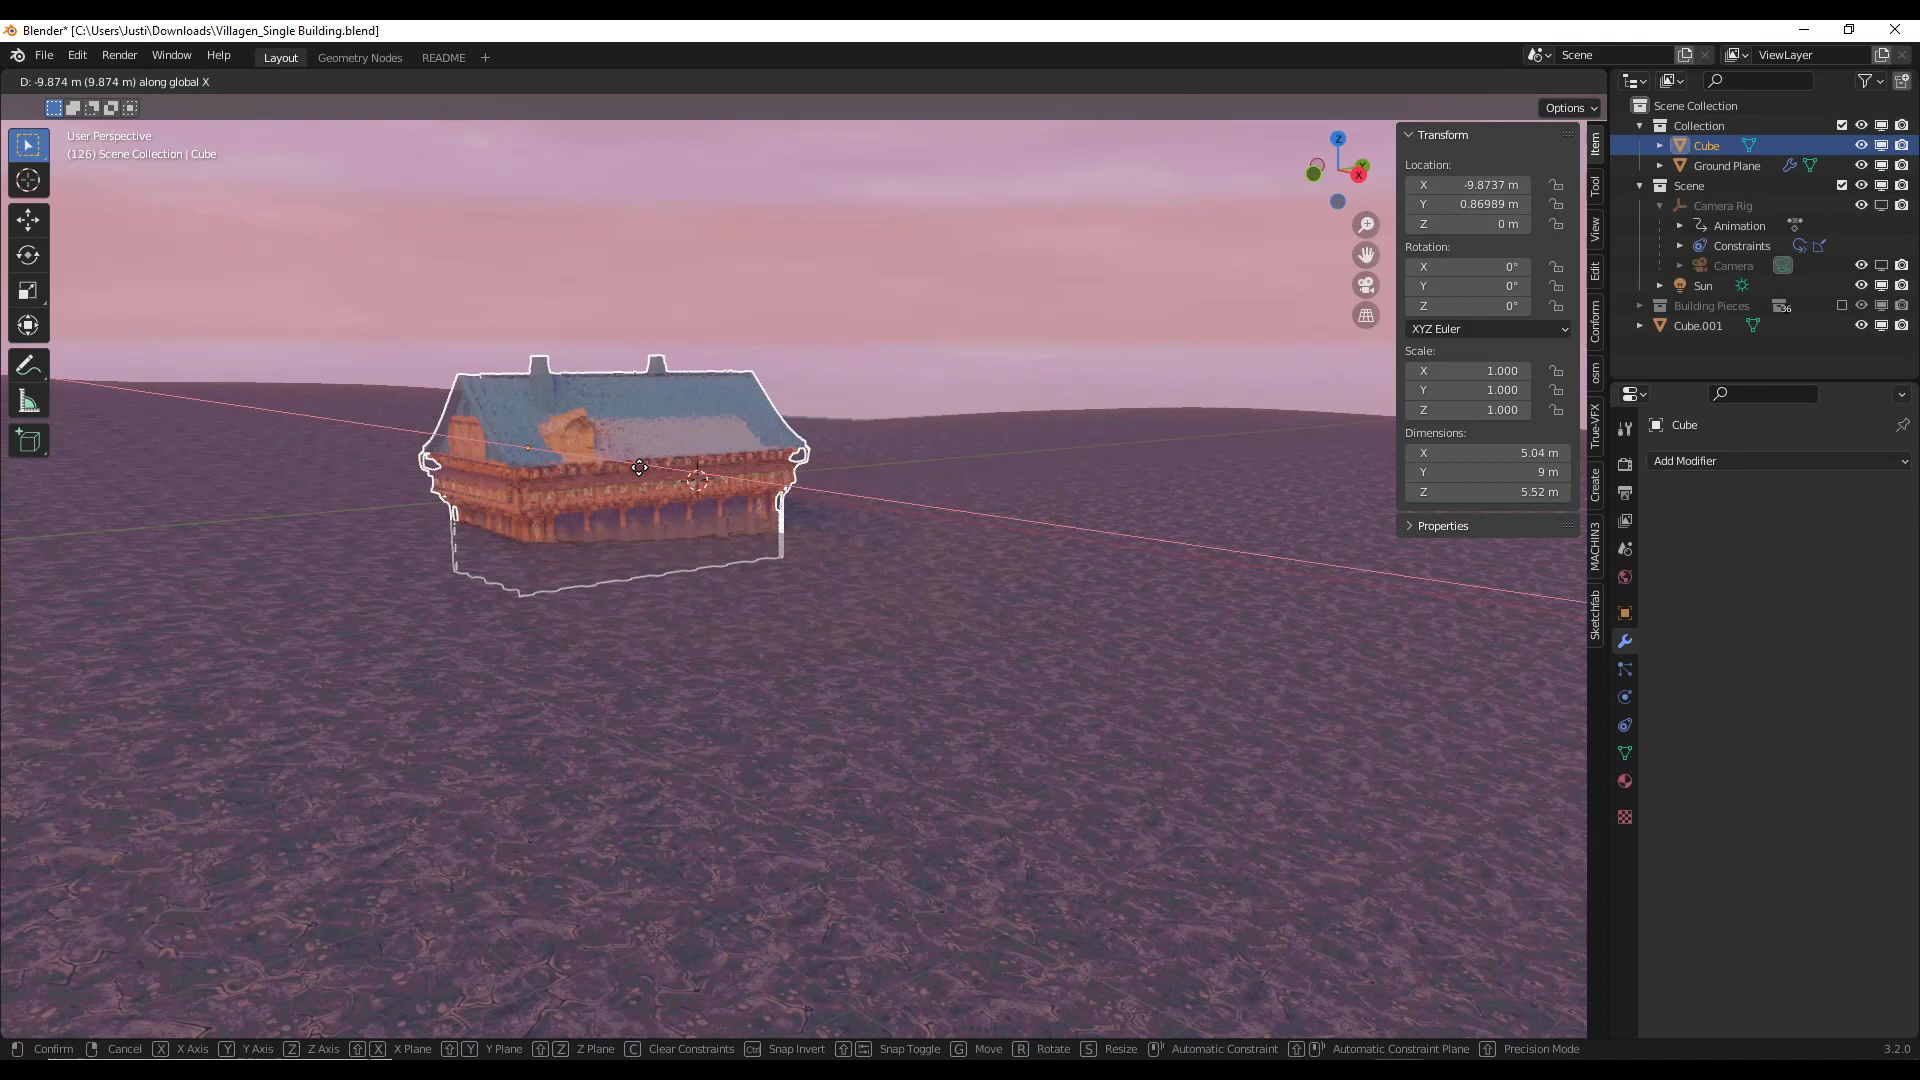 Blender* [C:\Users\Justi\Downloads\Villagen_Single Building.blend]
File Edit Render Window Help Layout Geometry Nodes README + Scene ViewLayer
D: -9.874 m (9.874 m) along global X
Options
User Perspective
(126) Scene Collection | Cube
Z
Y
X
Transform
Location:
X -9.8737 m
Y 0.86989 m
Z 0 m
Rotation:
X 0°
Y 0°
Z 0°
XYZ Euler
Scale:
X 1.000
Y 1.000
Z 1.000
Dimensions:
X 5.04 m
Y 9 m
Z 5.52 m
Properties
Item
Tool
View
Edit
Conform
osm
True-VFX
Create
MACHIN3
Sketchfab
Scene Collection
Collection
Cube
Ground Plane
Scene
Camera Rig
Animation
Constraints
Camera
Sun
Building Pieces 36
Cube.001
Cube
Add Modifier
Confirm Cancel X X Axis Y Y Axis Z Z Axis X X Plane Y Y Plane Z Z Plane C Clear Constraints Ctrl Snap Invert Snap Toggle G Move R Rotate S Resize Automatic Constraint Automatic Constraint Plane Precision Mode 3.2.0